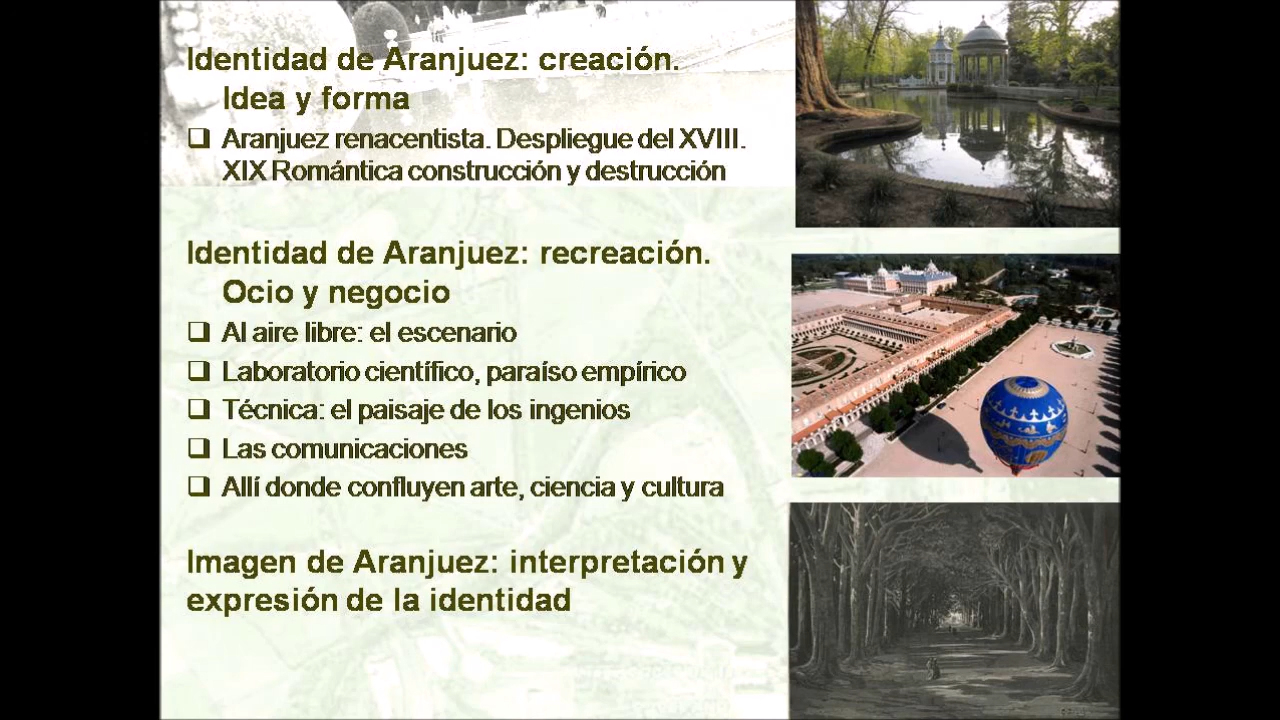 Identidad de Aranjuez: creación.
Idea y forma
Aranjuez renacentista. Despliegue del XVIII.
XIX Romántica construcción y destrucción
Identidad de Aranjuez: recreación.
Ocio y negocio
Al aire libre: el escenario
Laboratorio científico, paraíso empírico
Técnica: el paisaje de los ingenios
Las comunicaciones
Allí donde confluyen arte, ciencia y cultura
Imagen de Aranjuez: interpretación y
expresión de la identidad